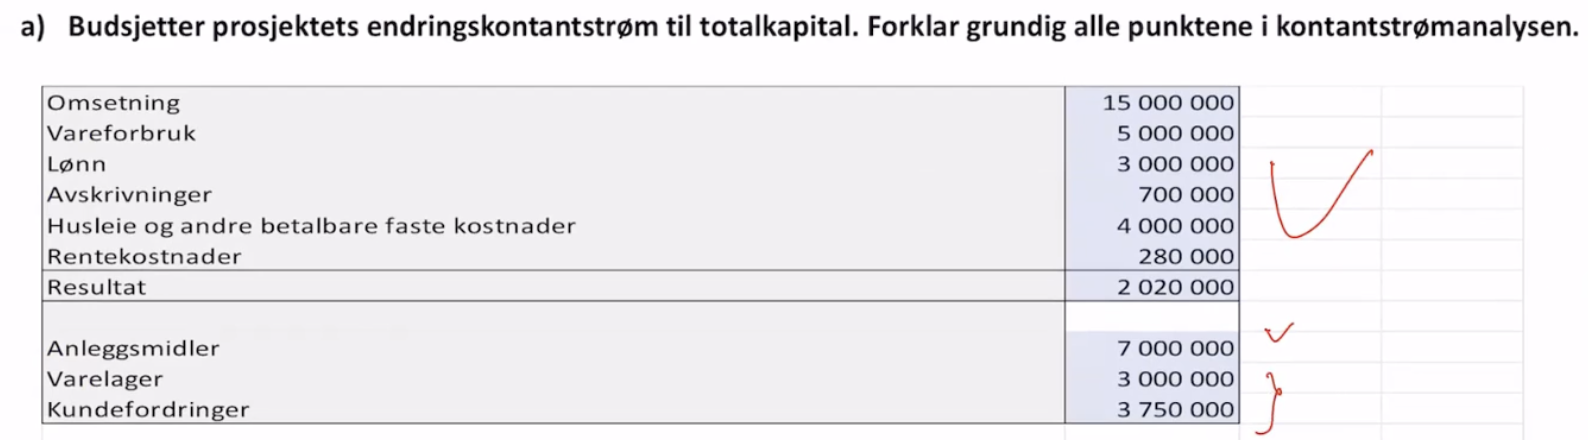 a) Budsjetter prosjektets endringskontantstrøm til totalkapital. Forklar grundig alle punktene i kontantstrømanalysen.
Omsetning 15 000 000
Vareforbruk 5 000 000
Lønn 3 000 000
Avskrivninger 700 000
Husleie og andre betalbare faste kostnader 4 000 000
Rentekostnader 280 000
Resultat 2 020 000
Anleggsmidler 7 000 000
Varelager 3 000 000
Kundefordringer 3 750 000